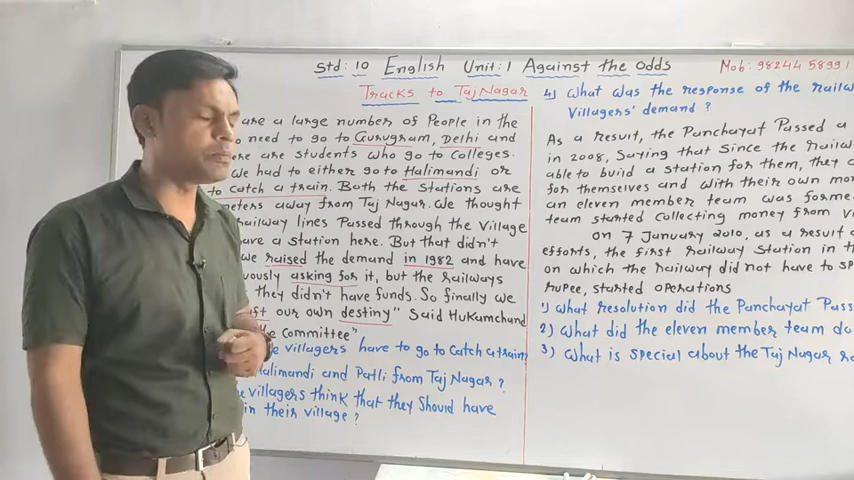 Std: 10 English Unit: 1 Against the Odds
Mob: 98244 58991
Tracks to Taj Nagar
are a large number of People in the
need to go to Gurugram, Delhi and
are students who go to Colleges.
we had to either go to Halimandi or
to Catch a train. Both the Stations are
away from Taj Nagar. We thought
railway lines Passed through the Village
have a station here. But that didn't
we raised the demand in 1982 and have
asking for it, but the railways
they didn't have funds. So finally we
our own destiny" Said Hukamchand
Committee"
villagers have to go to Catch a train
Halimandi and Patli from Taj Nagar?
villagers think that they Should have
in their village?
4) What was the response of the
Villagers' demand?
As a result, the Panchayat Passed a
in 2008, Saying that Since the
able to build a station for them, they
for themselves and with their own
an eleven member team was
team started Collecting money from
on 7 January 2010, as a result
efforts, the first Railway Station in
on which the Railway did not have to
rupee, started operations
1) What resolution did the Panchayat
2) What did the eleven member team do
3) What is special about the Taj Nagar